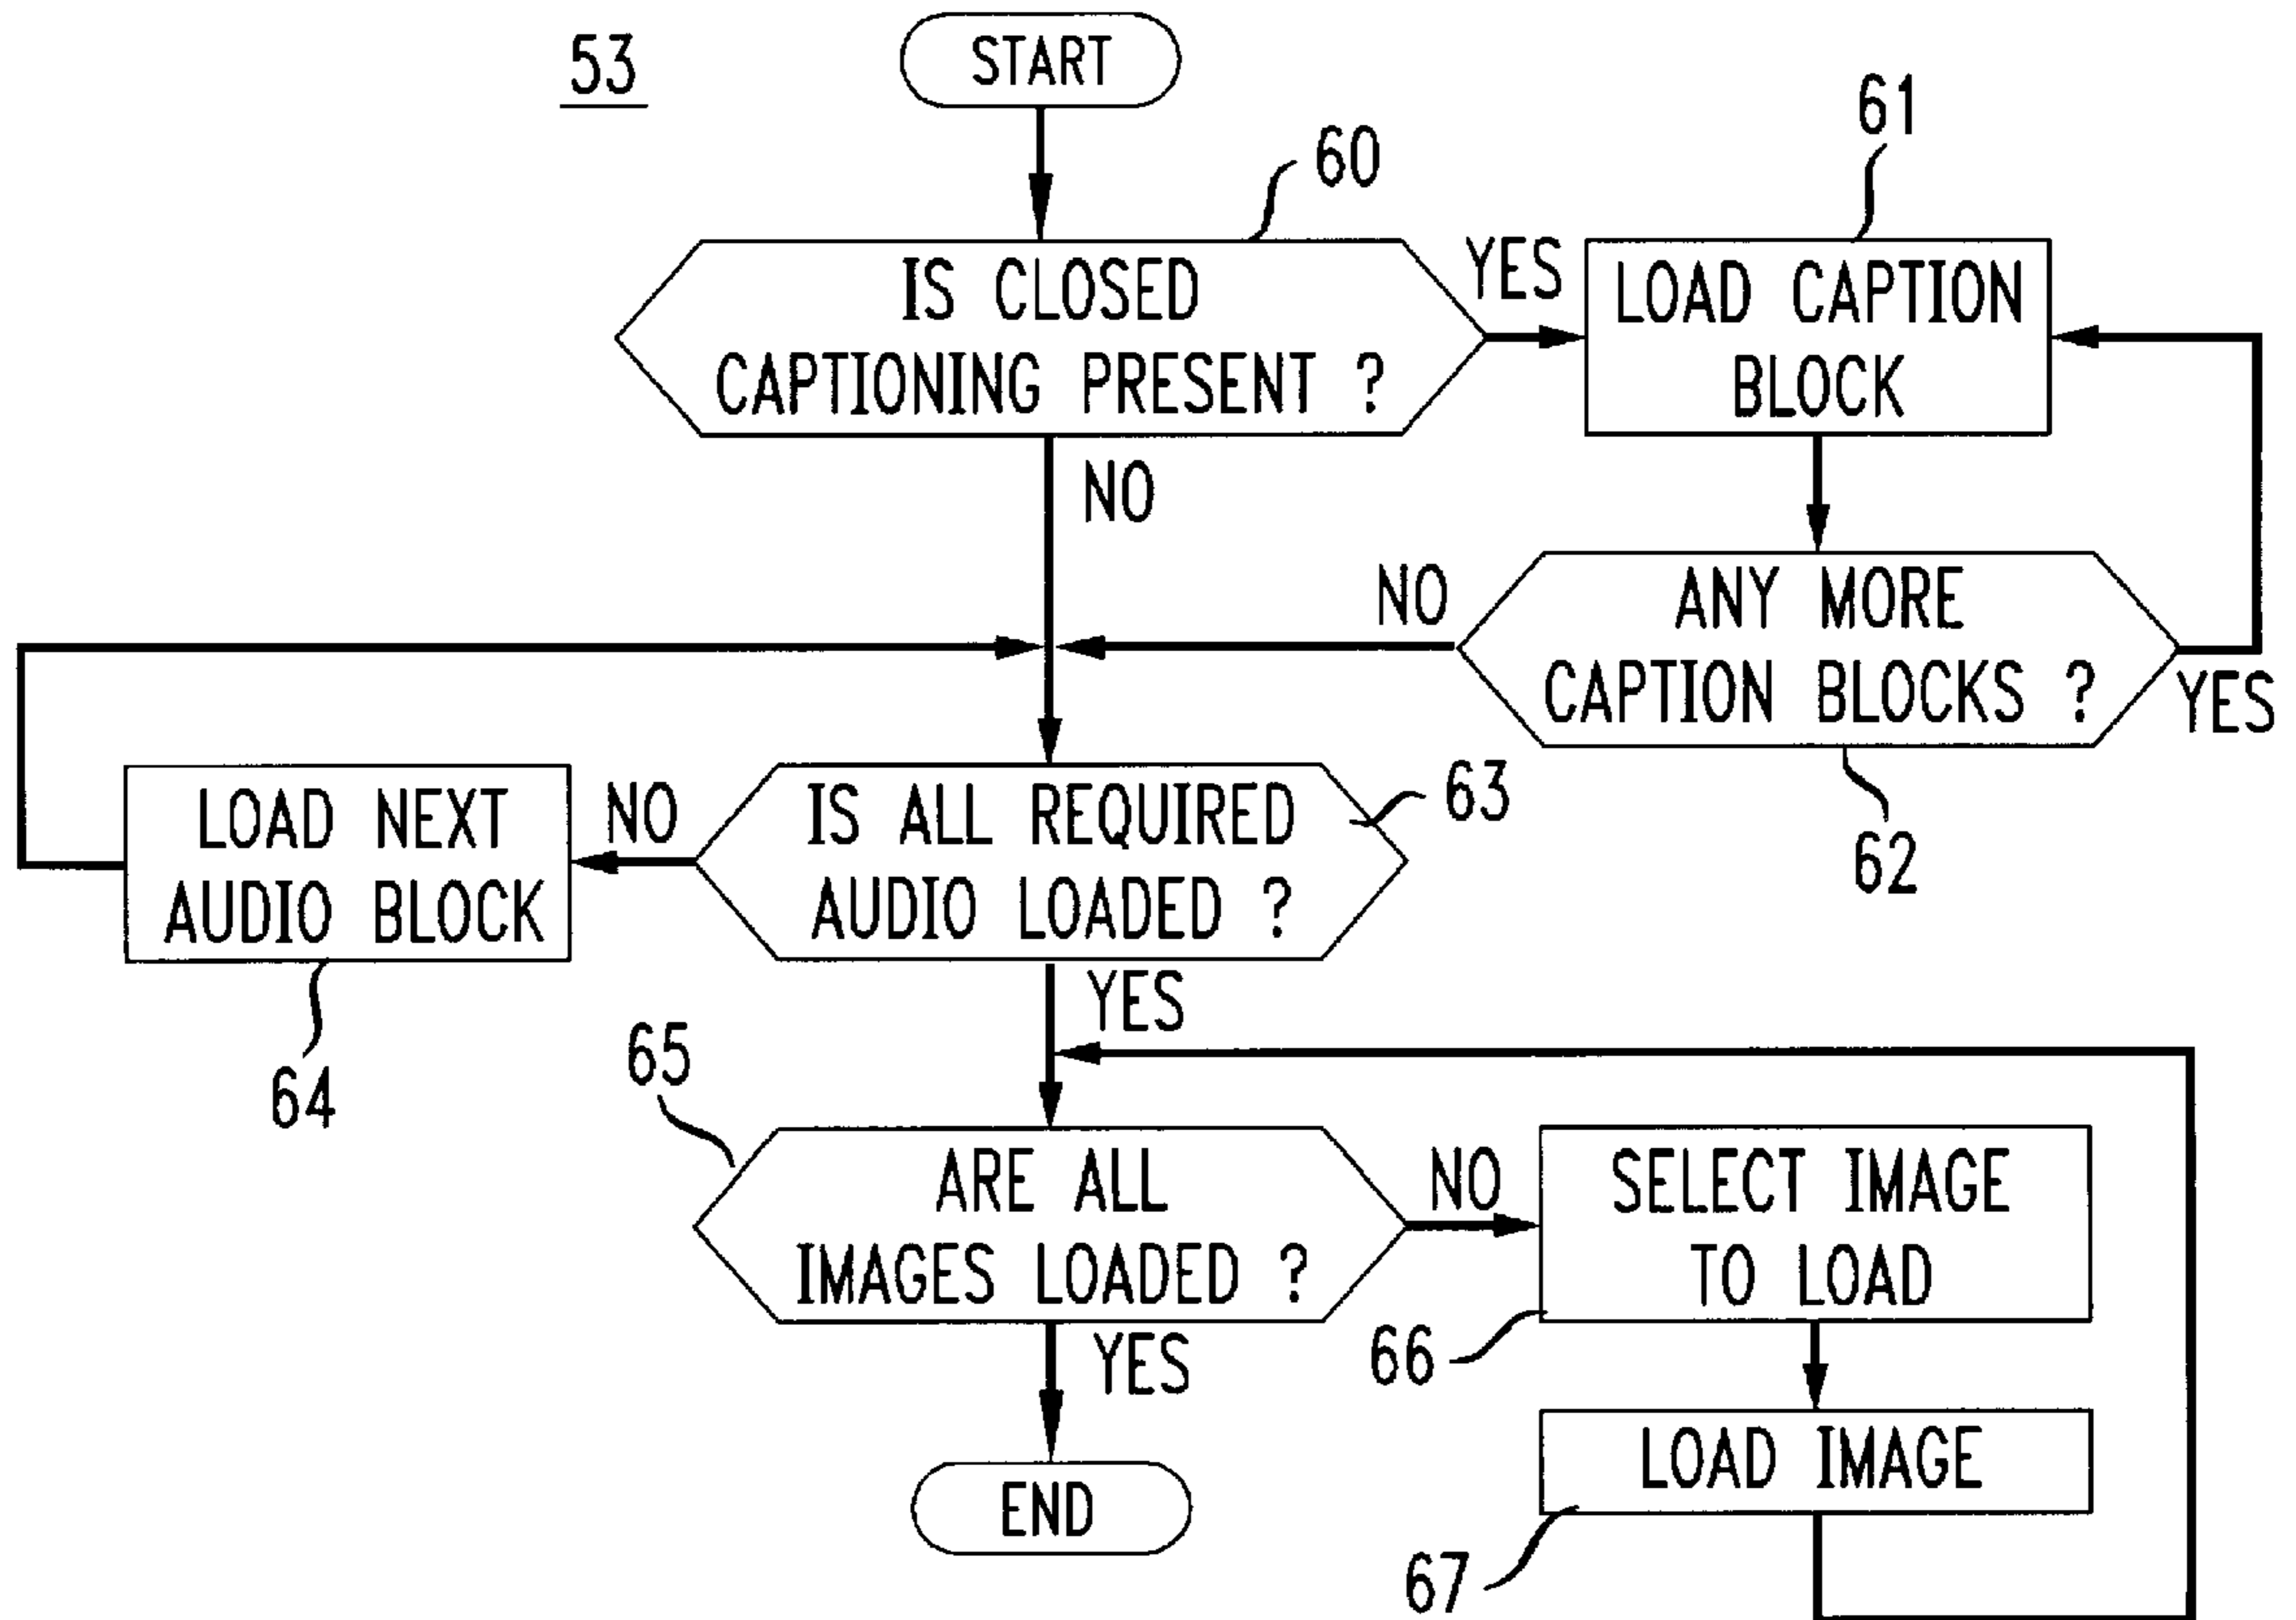 53
START
60
61
IS CLOSED
CAPTIONING PRESENT ?
YES
LOAD CAPTION
BLOCK
NO
NO
ANY MORE
CAPTION BLOCKS ?
YES
62
LOAD NEXT
AUDIO BLOCK
NO
IS ALL REQUIRED
AUDIO LOADED ?
63
64
YES
65
ARE ALL
IMAGES LOADED ?
NO
SELECT IMAGE
TO LOAD
66
YES
LOAD IMAGE
67
END